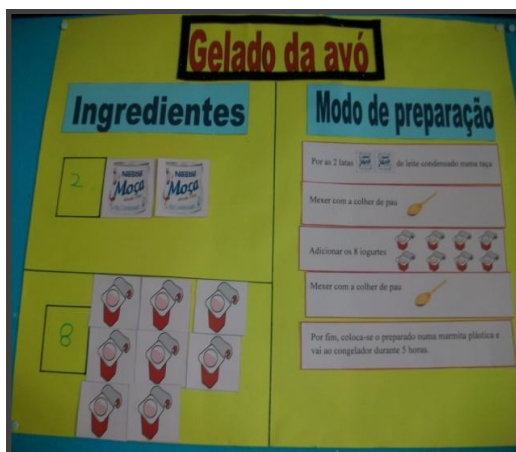 Gelado da avó
Ingredientes
2
Nestlé
Moça
Nestlé
Moça
8
Modo de preparação
Por as 2 latas de leite condensado numa taça
Mexer com a colher de pau
Adicionar os 8 iogurtes
Mexer com a colher de pau
Por fim, coloca-se o preparado numa marmita plástica e
vai ao congelador durante 5 horas.